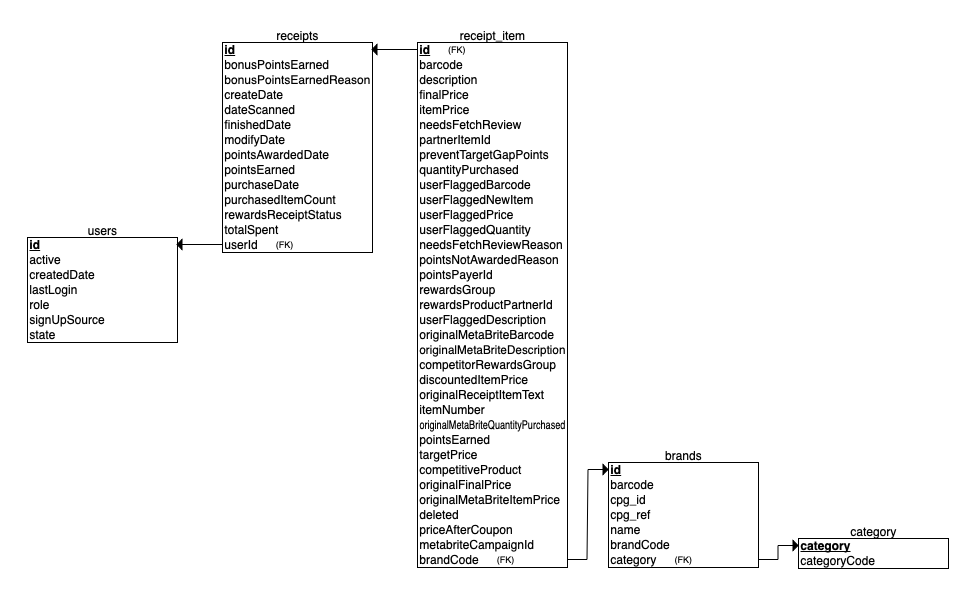 receipts
id
bonusPointsEarned
bonusPointsEarnedReason
createDate
dateScanned
finishedDate
modifyDate
pointsAwardedDate
pointsEarned
purchaseDate
purchasedItemCount
rewardsReceiptStatus
totalSpent
userId (FK)
receipt_item
id (FK)
barcode
description
finalPrice
itemPrice
needsFetchReview
partnerItemId
preventTargetGapPoints
quantityPurchased
userFlaggedBarcode
userFlaggedNewItem
userFlaggedPrice
userFlaggedQuantity
needsFetchReviewReason
pointsNotAwardedReason
pointsPayerId
rewardsGroup
rewardsProductPartnerId
userFlaggedDescription
originalMetaBriteBarcode
originalMetaBriteDescription
competitorRewardsGroup
discountedItemPrice
originalReceiptItemText
itemNumber
originalMetaBriteQuantityPurchased
pointsEarned
targetPrice
competitiveProduct
originalFinalPrice
originalMetaBriteItemPrice
deleted
priceAfterCoupon
metabriteCampaignId
brandCode (FK)
users
id
active
createdDate
lastLogin
role
signUpSource
state
brands
id
barcode
cpg_id
cpg_ref
name
brandCode
category (FK)
category
category
categoryCode